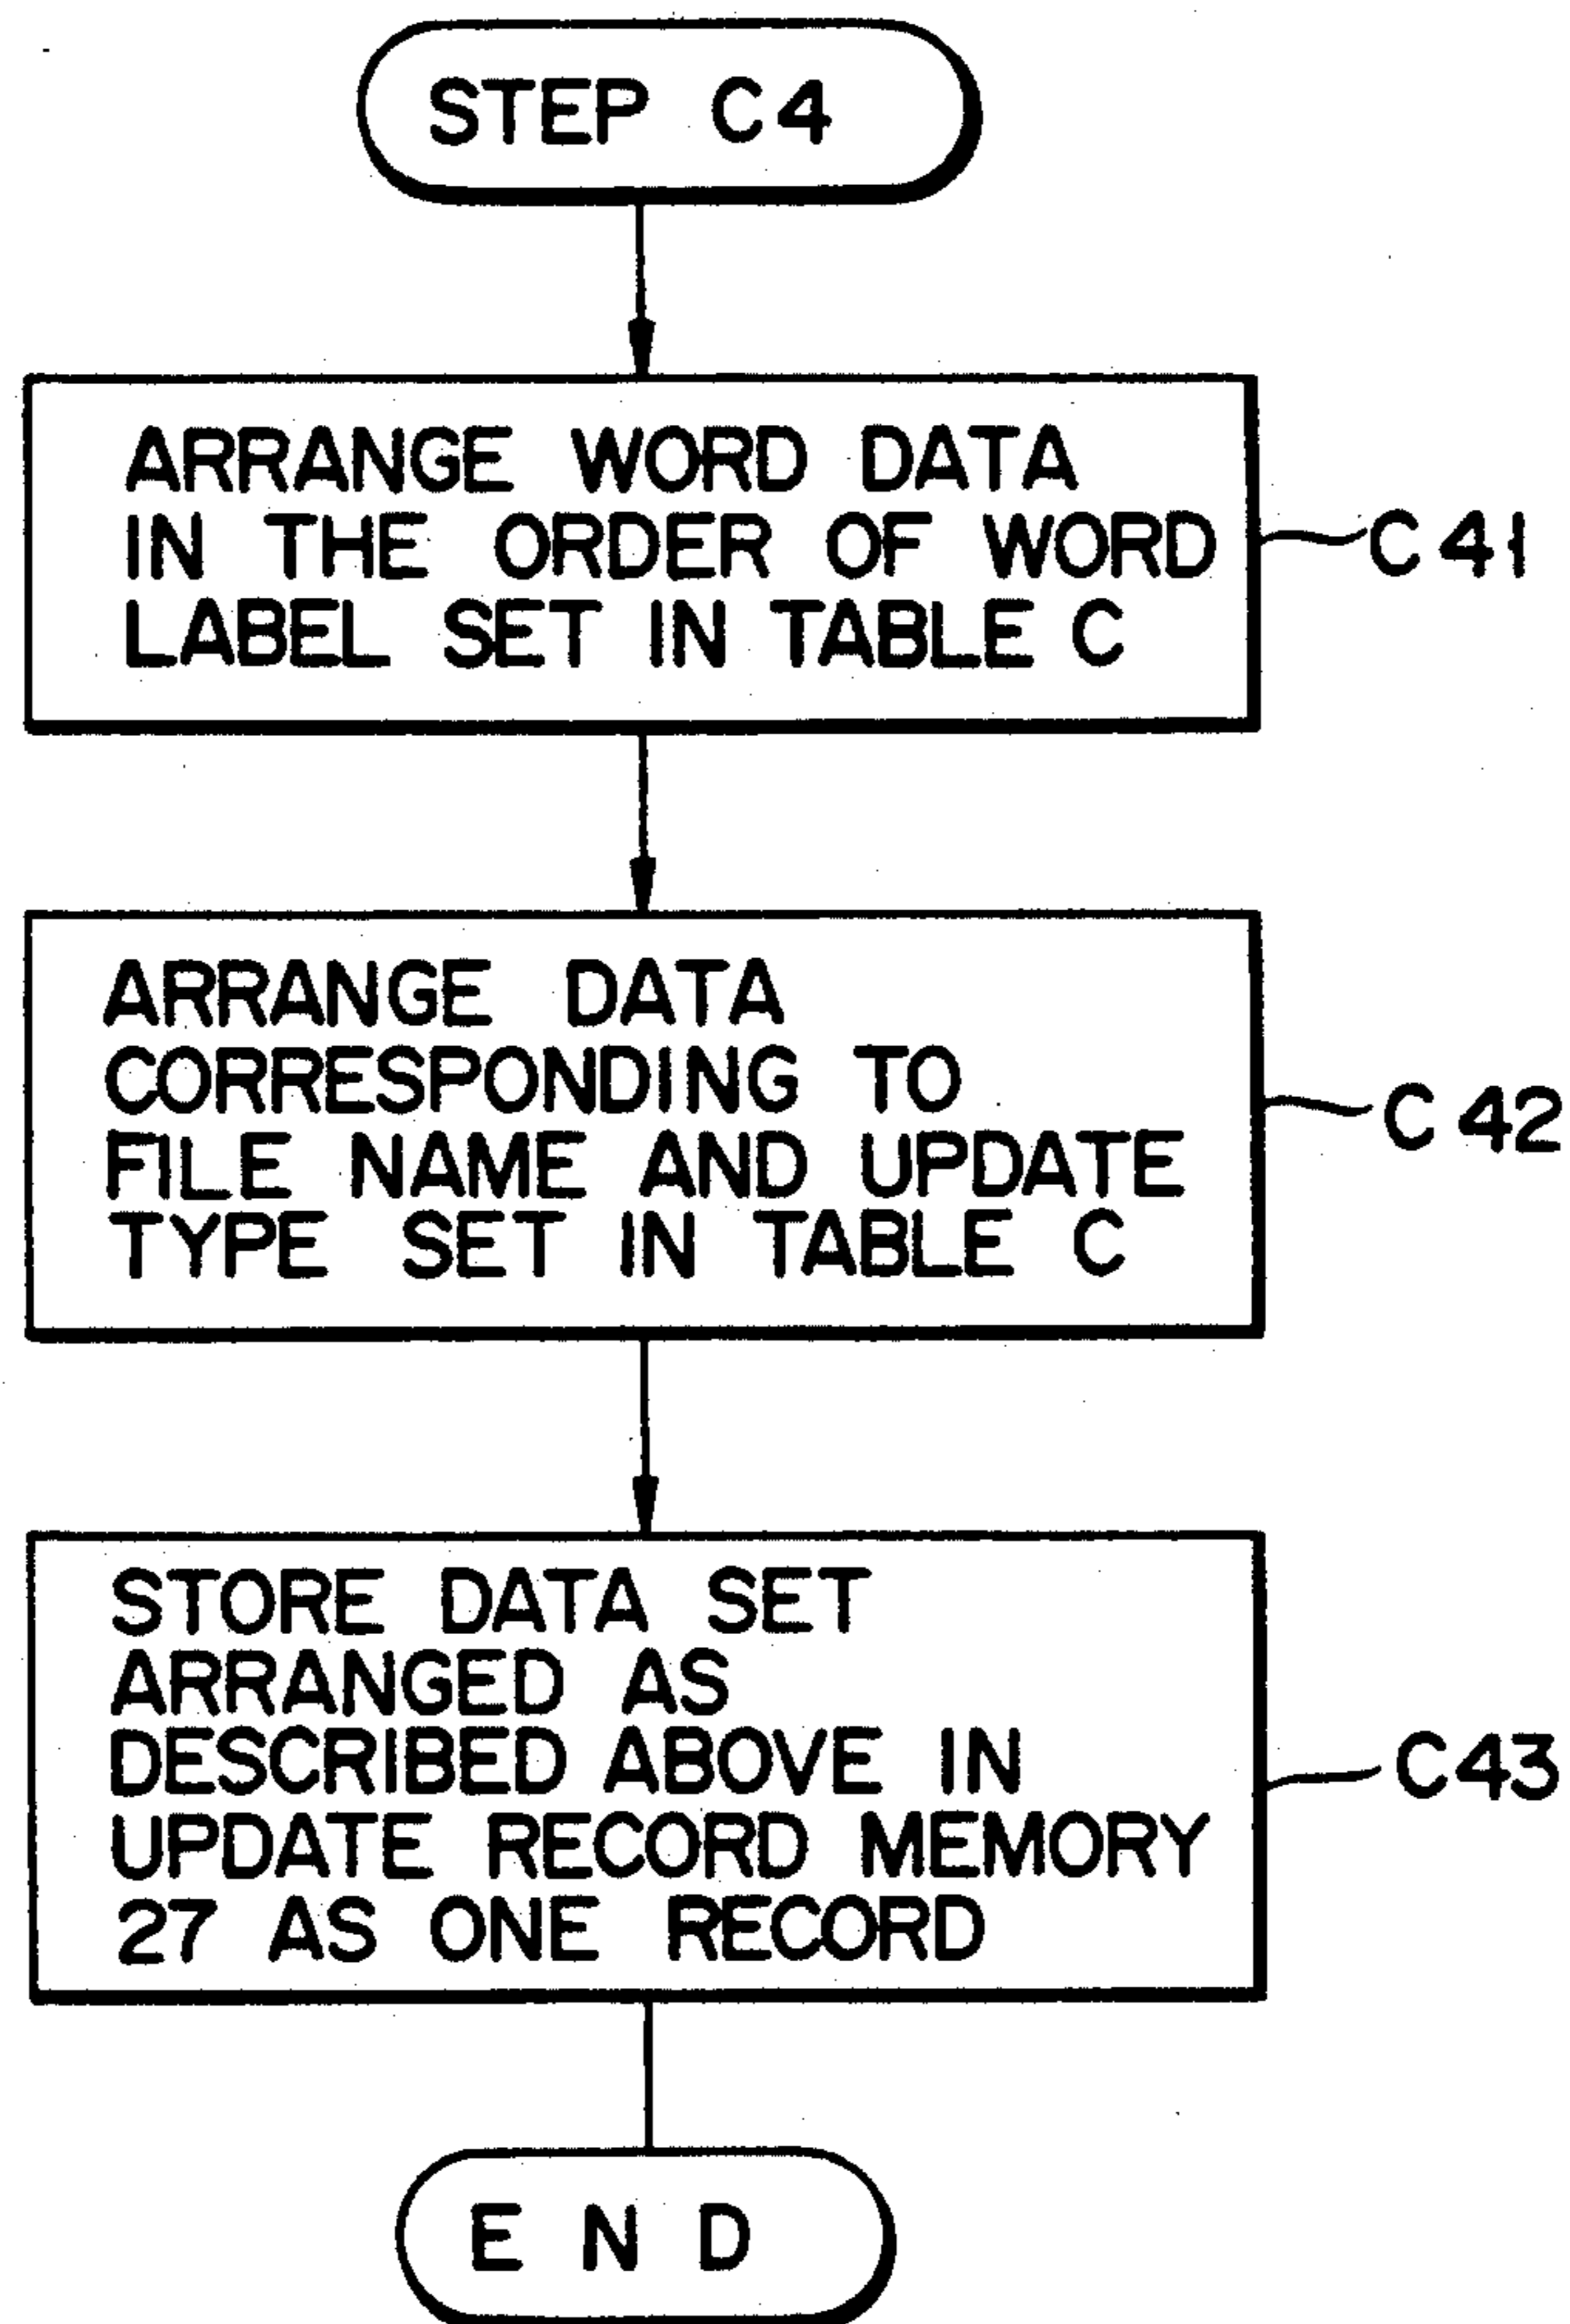 STEP C4
ARRANGE WORD DATA
IN THE ORDER OF WORD
LABEL SET IN TABLE C
C41
ARRANGE DATA
CORRESPONDING TO
FILE NAME AND UPDATE
TYPE SET IN TABLE C
C42
STORE DATA SET
ARRANGED AS
DESCRIBED ABOVE IN
UPDATE RECORD MEMORY
27 AS ONE RECORD
C43
END